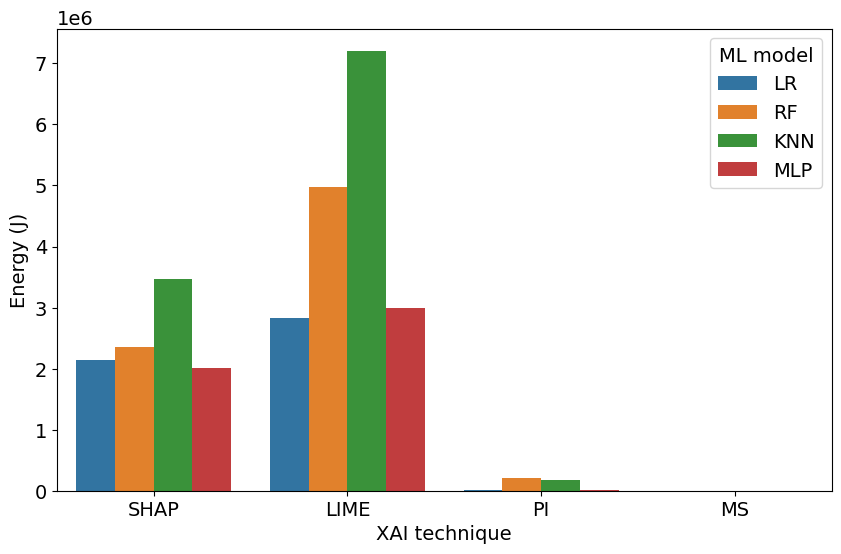 1e6
7
6
5
4
3
2
1
0
Energy (J)
SHAP
LIME
PI
MS
XAI technique
ML model
LR
RF
KNN
MLP